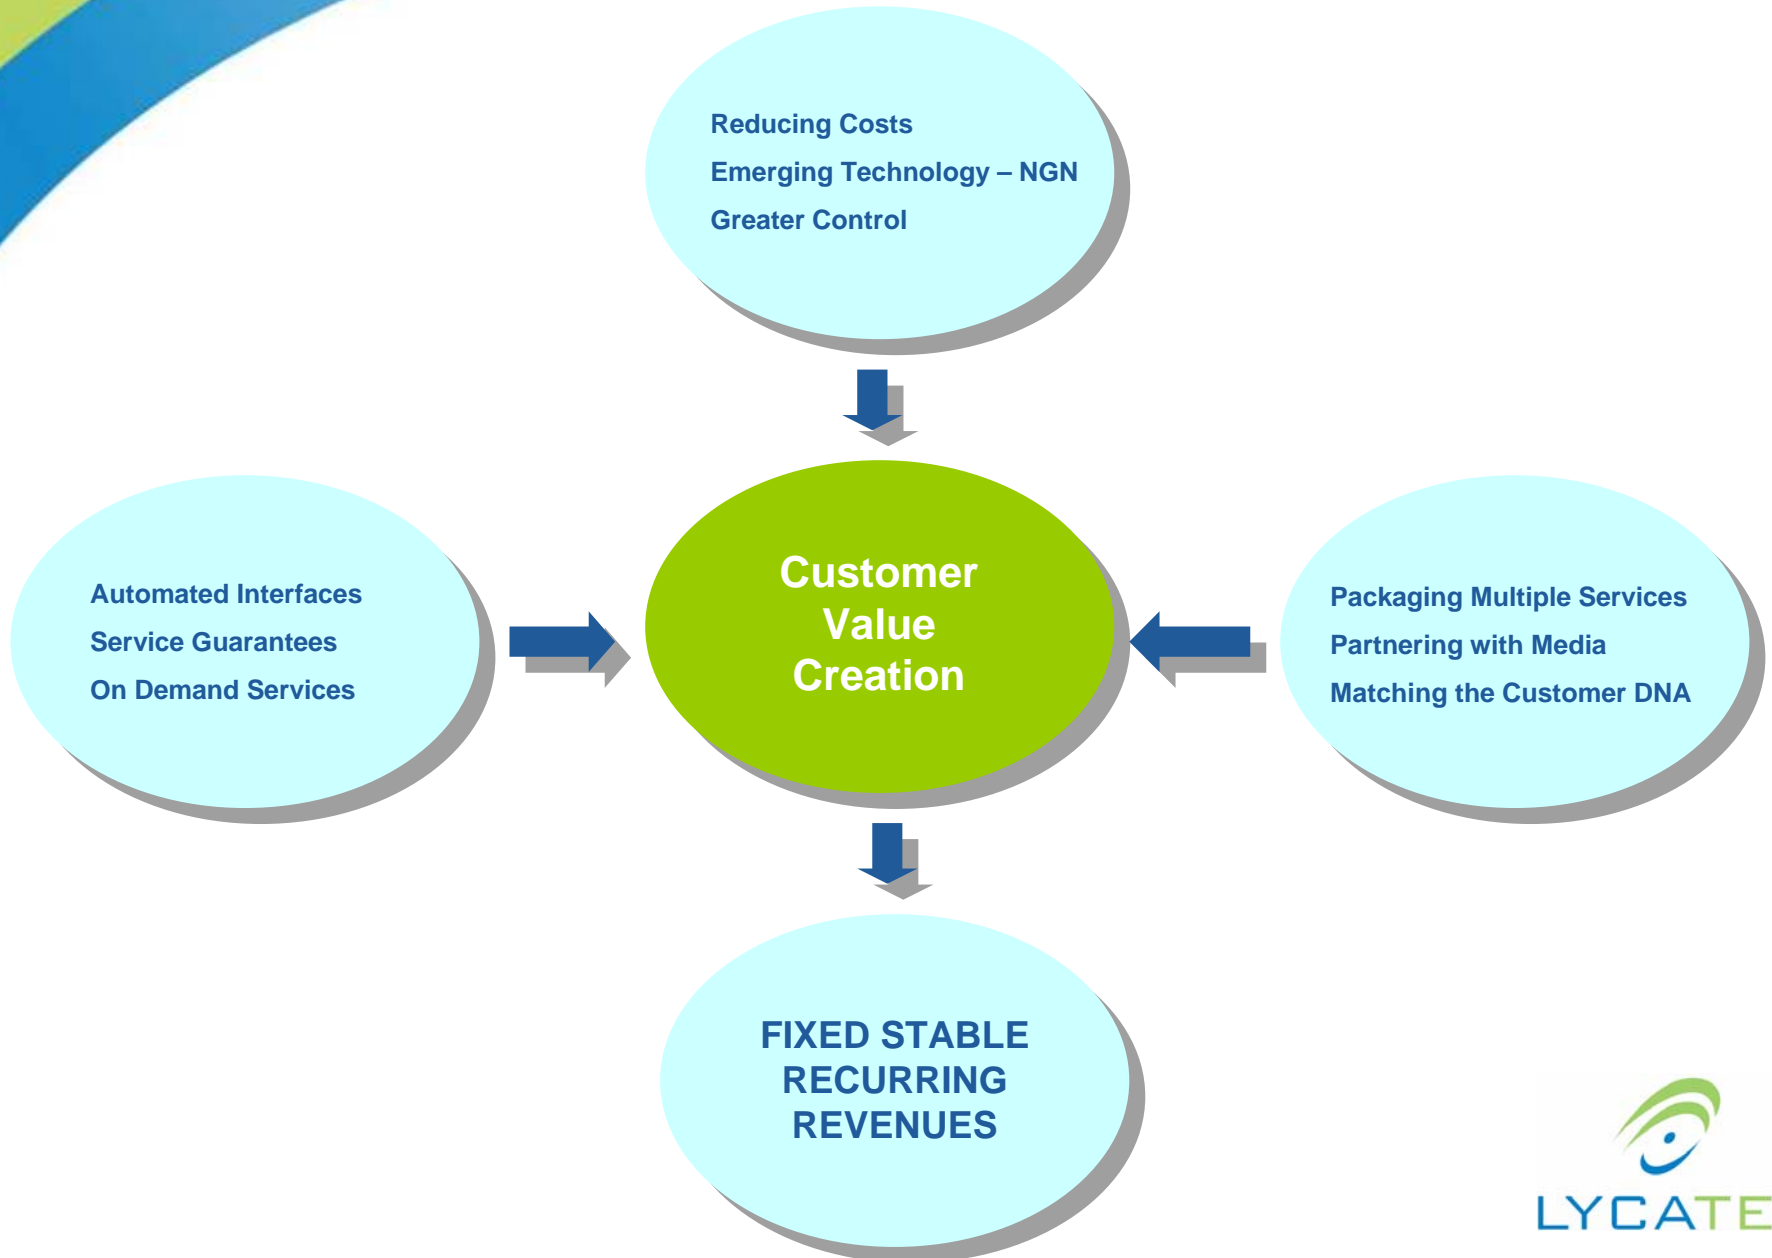 Reducing Costs
Emerging Technology – NGN
Greater Control
Automated Interfaces
Service Guarantees
On Demand Services
Customer
Value
Creation
Packaging Multiple Services
Partnering with Media
Matching the Customer DNA
FIXED STABLE
RECURRING
REVENUES
LYCATE